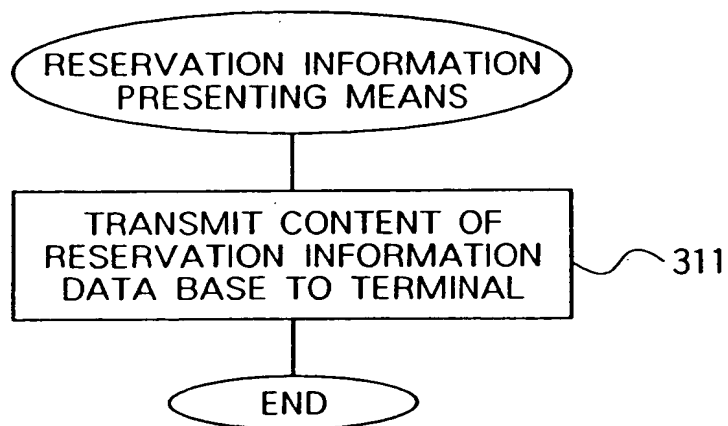 RESERVATION INFORMATION
PRESENTING MEANS
TRANSMIT CONTENT OF
RESERVATION INFORMATION
DATA BASE TO TERMINAL
311
END